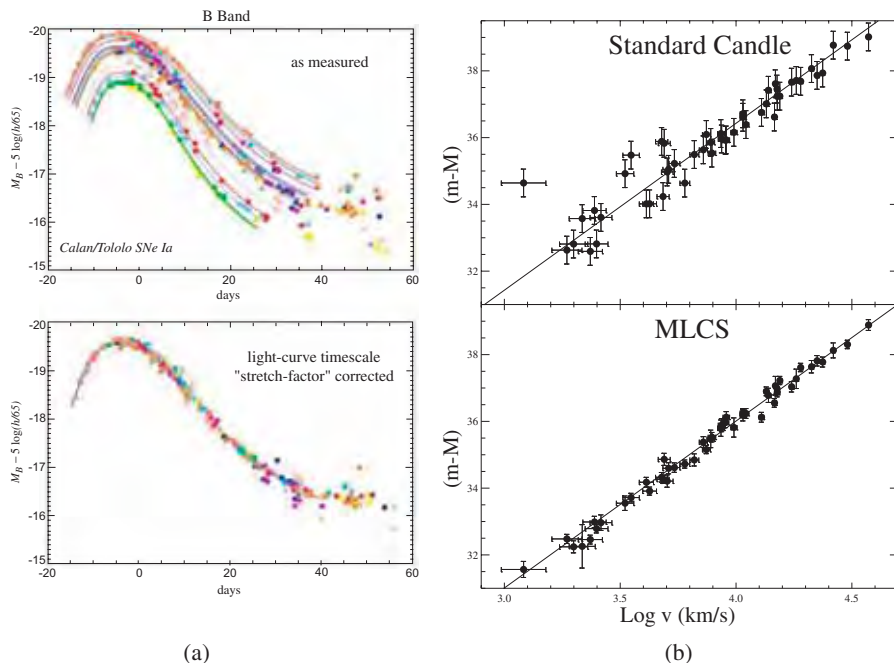 B Band
as measured
Calan/Tololo SNe Ia
M_B – 5 log(h/65)
-20
-19
-18
-17
-16
-15
-20 0 20 40 60
days
light-curve timescale
"stretch-factor" corrected
M_B – 5 log(h/65)
-20
-19
-18
-17
-16
-15
-20 0 20 40 60
days
(a)
Standard Candle
(m-M)
38
36
34
32
MLCS
(m-M)
38
36
34
32
3.0 3.5 4.0 4.5
Log v (km/s)
(b)